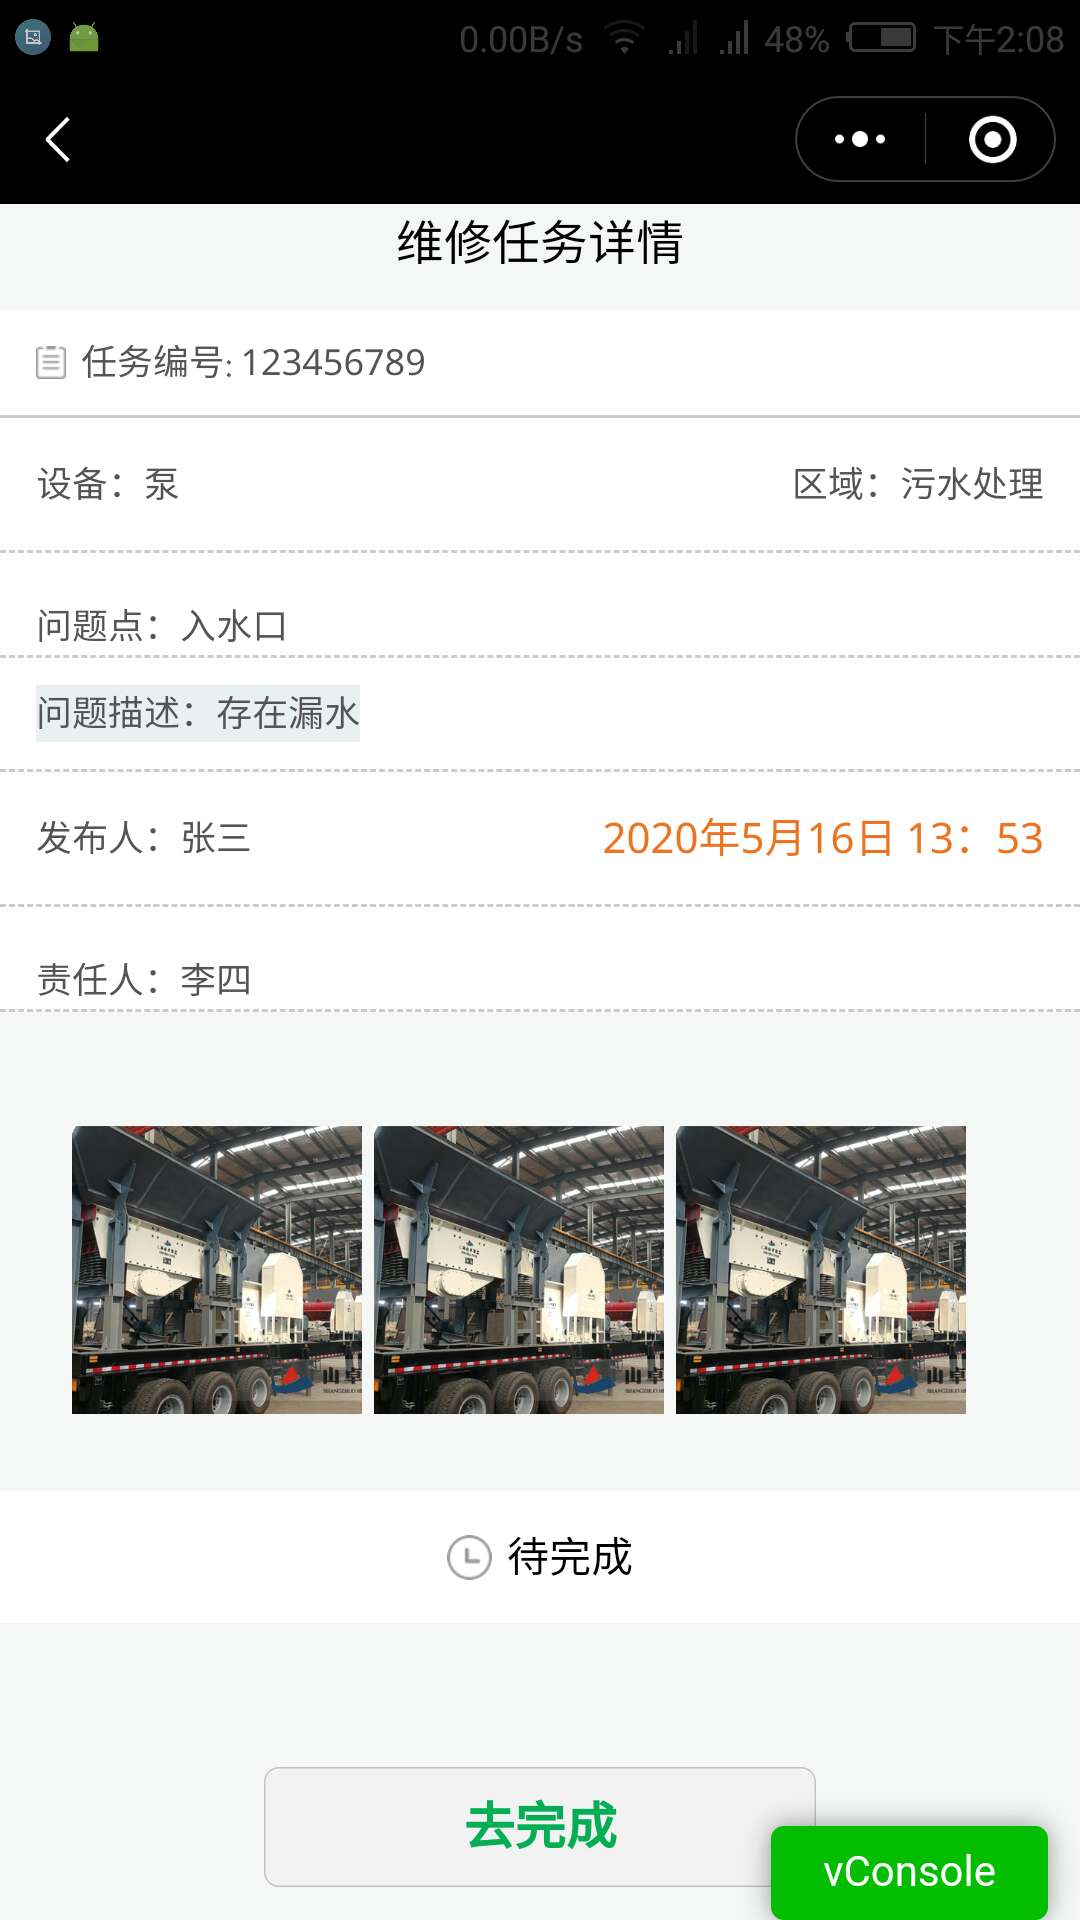 0.00B/s 48% 下午2:08
维修任务详情
任务编号: 123456789
设备：泵 区域：污水处理
问题点：入水口
问题描述：存在漏水
发布人：张三 2020年5月16日 13：53
责任人：李四
待完成
去完成
vConsole